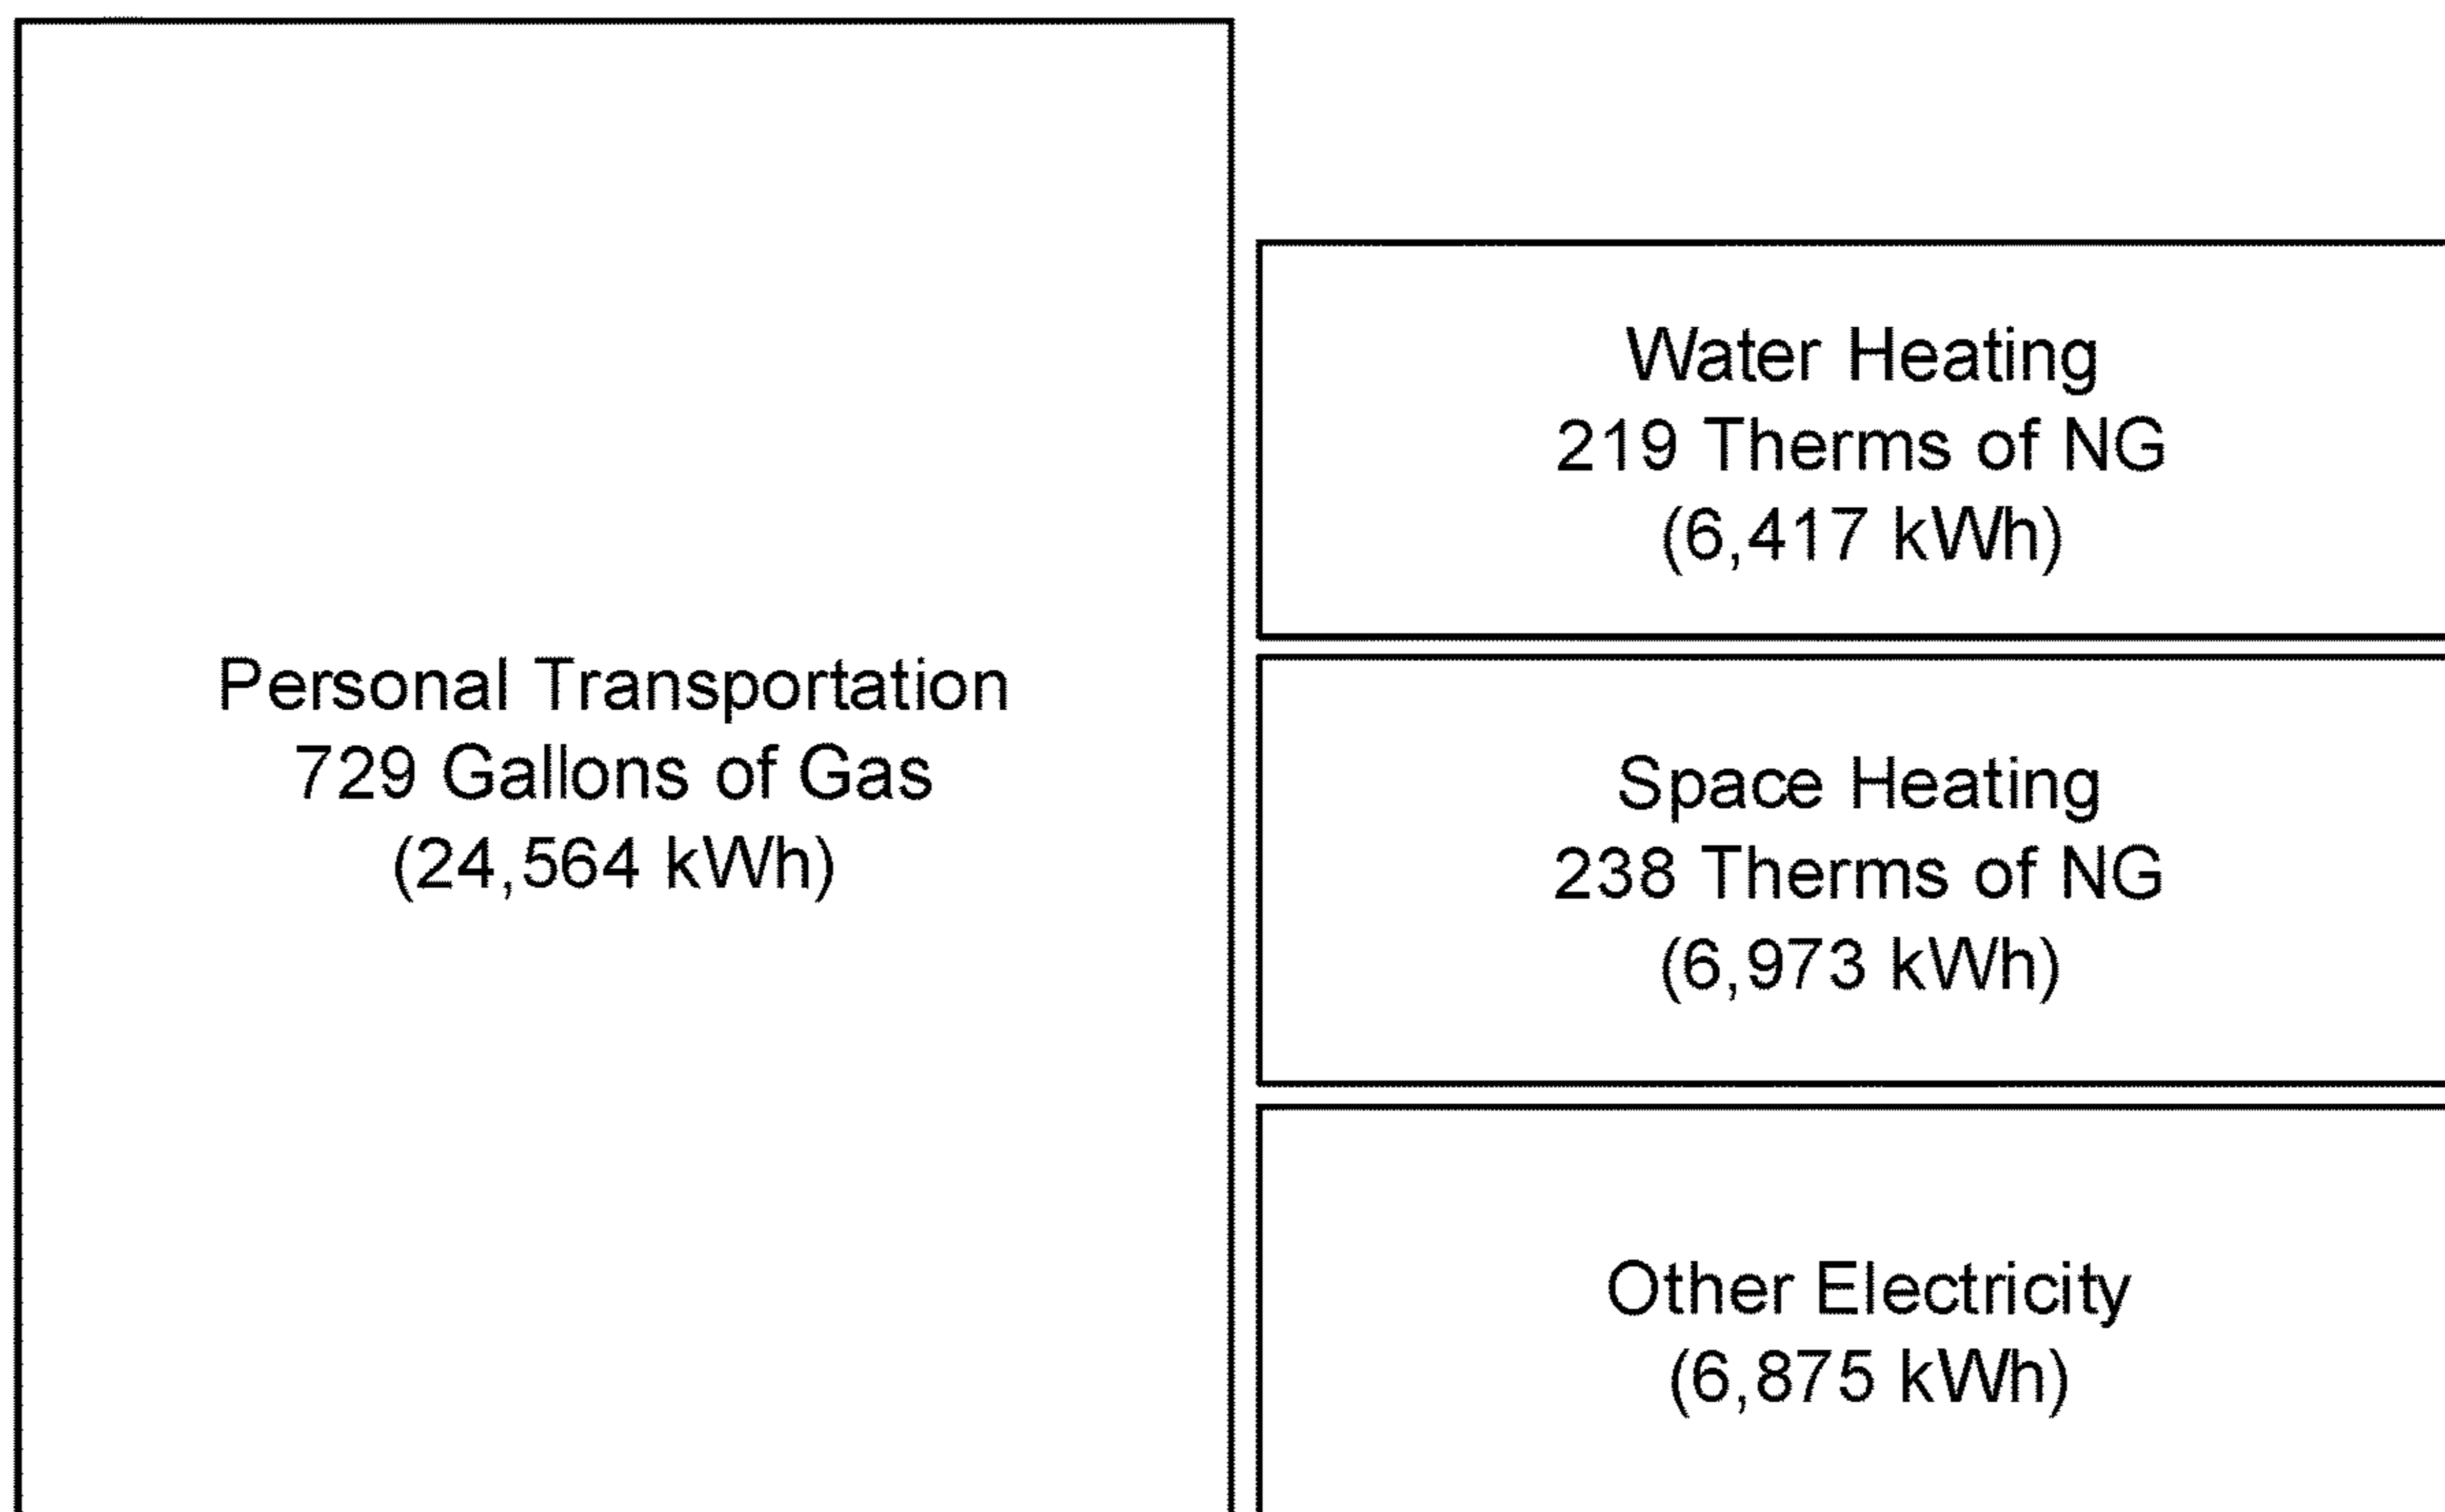 Personal Transportation
729 Gallons of Gas
(24,564 kWh)
Water Heating
219 Therms of NG
(6,417 kWh)
Space Heating
238 Therms of NG
(6,973 kWh)
Other Electricity
(6,875 kWh)